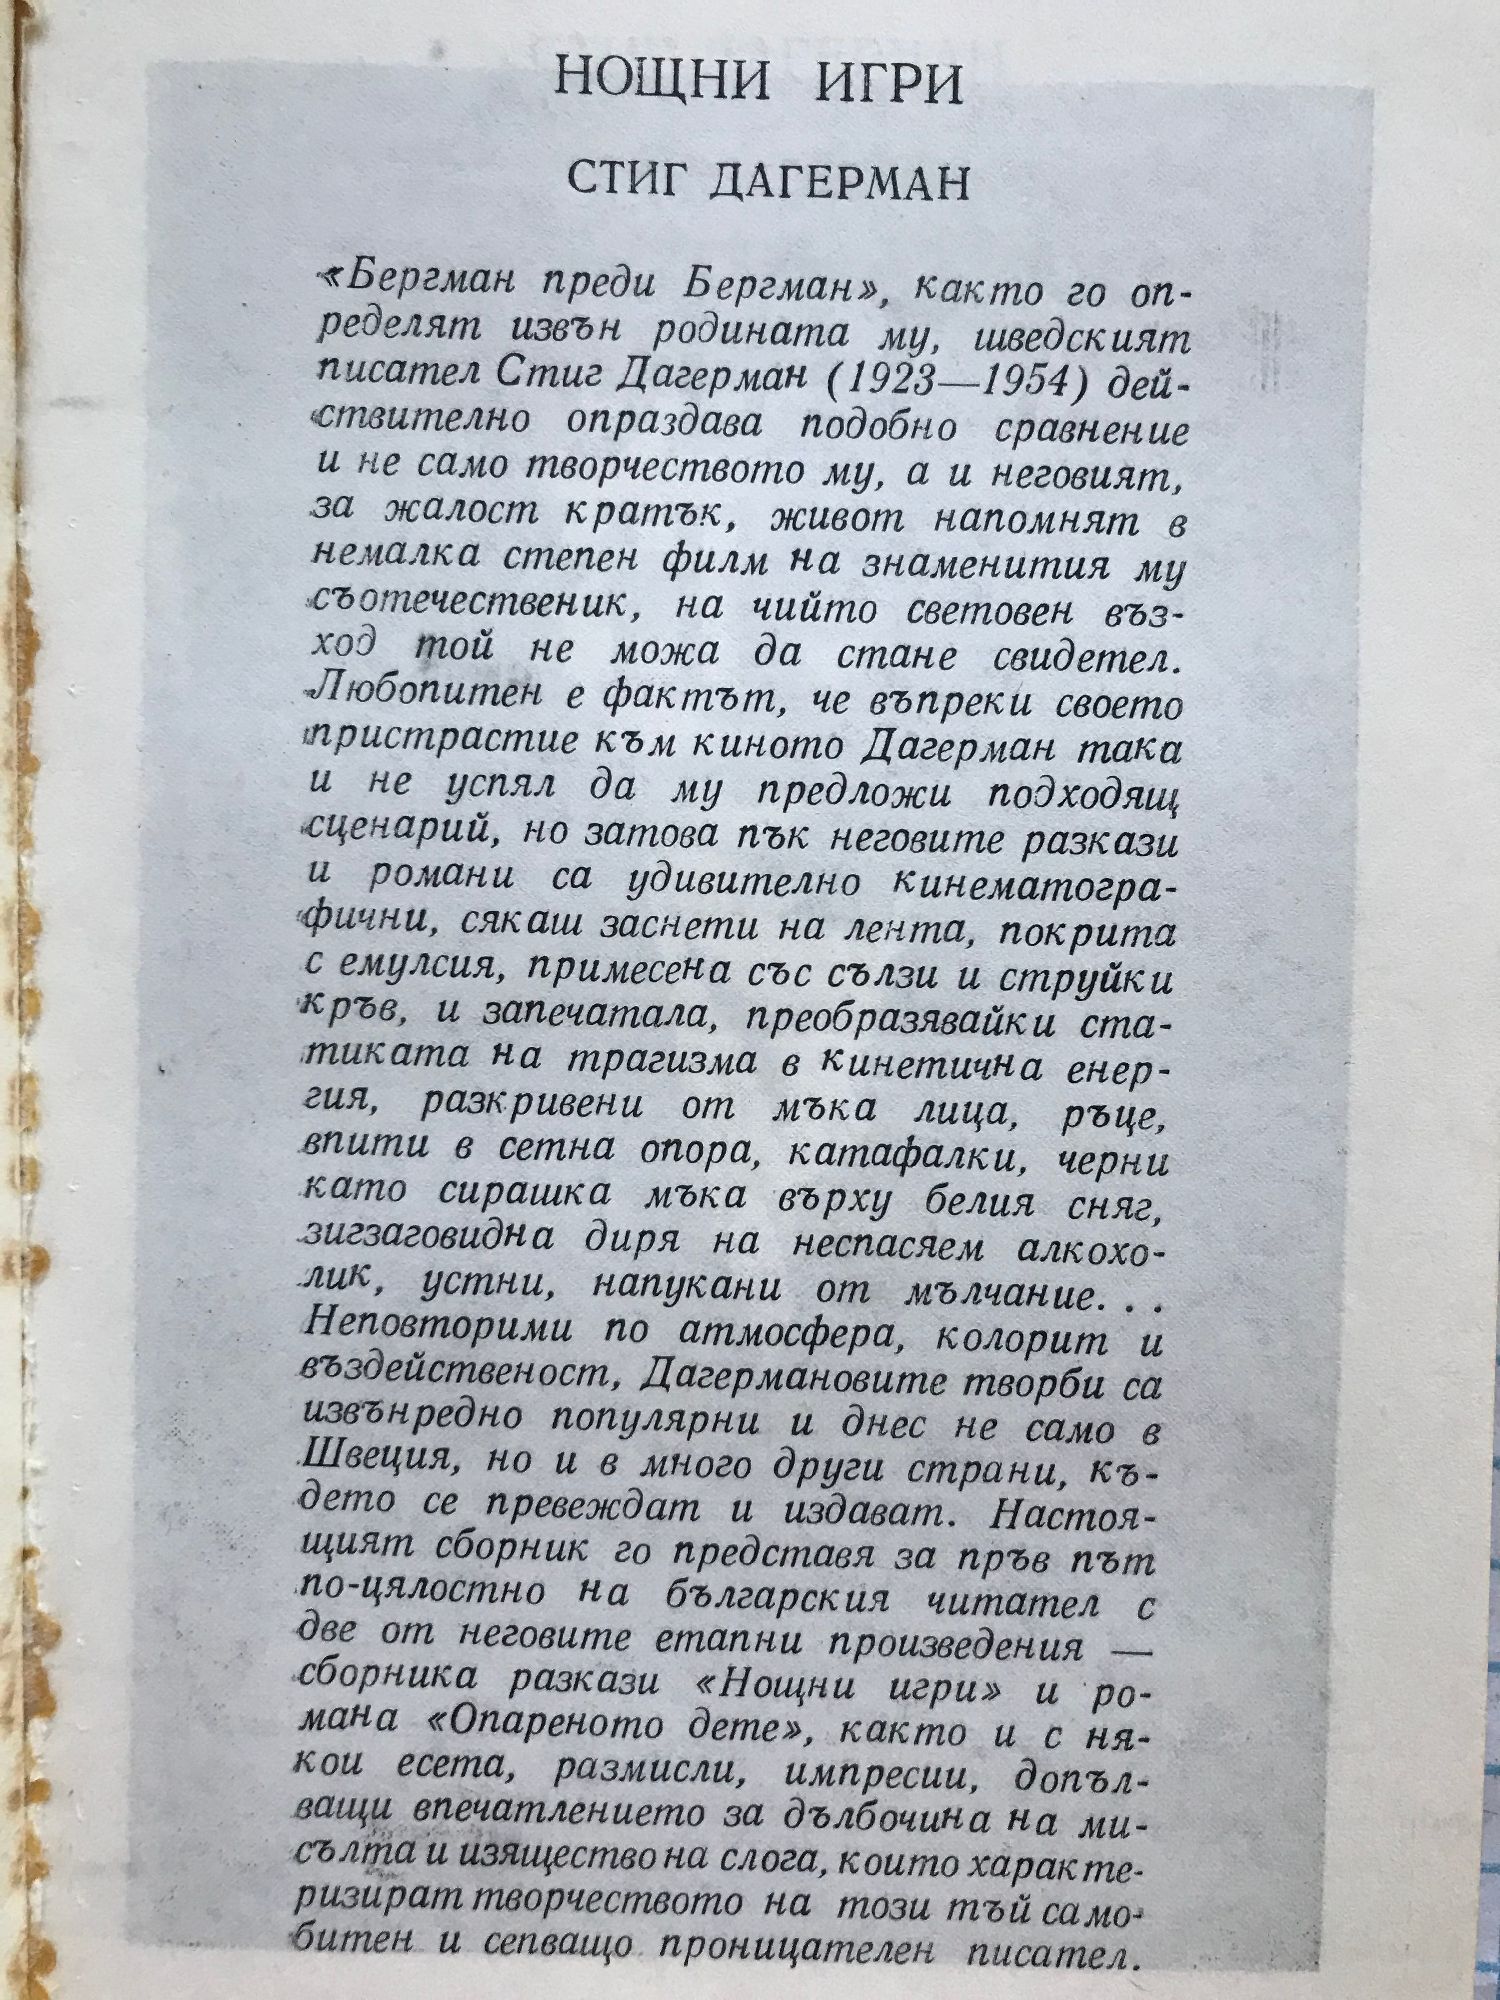 НОЩНИ ИГРИ
СТИГ ДАГЕРМАН
«Бергман преди Бергман», както го оп-
ределят извън родината му, шведският
писател Стиг Дагерман (1923—1954) дей-
ствително оправдава подобно сравнение
и не само творчеството му, а и неговият,
за жалост кратък, живот напомнят в
немалка степен филм на знаменития му
съотечественик, на чийто световен въз-
ход той не можа да стане свидетел.
Любопитен е фактът, че въпреки своето
пристрастие към киното Дагерман така
и не успял да му предложи подходящ
сценарий, но затова пък неговите разкази
и романи са удивително кинематогра-
фични, сякаш заснети на лента, покрита
с емулсия, примесена със сълзи и струйки
кръв, и запечатала, преобразявайки ста-
тиката на трагизма в кинетична енер-
гия, разкривени от мъка лица, ръце,
впити в сетна опора, катафалки, черни
като сирашка мъка върху белия сняг,
зигзаговидна диря на неспасяем алкохо-
лик, устни, напукани от мълчание...
Неповторими по атмосфера, колорит и
въздейственост, Дагермановите творби са
извънредно популярни и днес не само в
Швеция, но и в много други страни, къ-
дето се превеждат и издават. Настоя-
щият сборник го представя за пръв път
по-цялостно на българския читател с
две от неговите етапни произведения —
сборника разкази «Нощни игри» и ро-
мана «Опареното дете», както и с ня-
кои есета, размисли, импресии, допъл-
ващи впечатлението за дълбочина на ми-
сълта и изящество на слога, които характе-
ризират творчеството на този тъй само-
битен и сепващо проницателен писател.